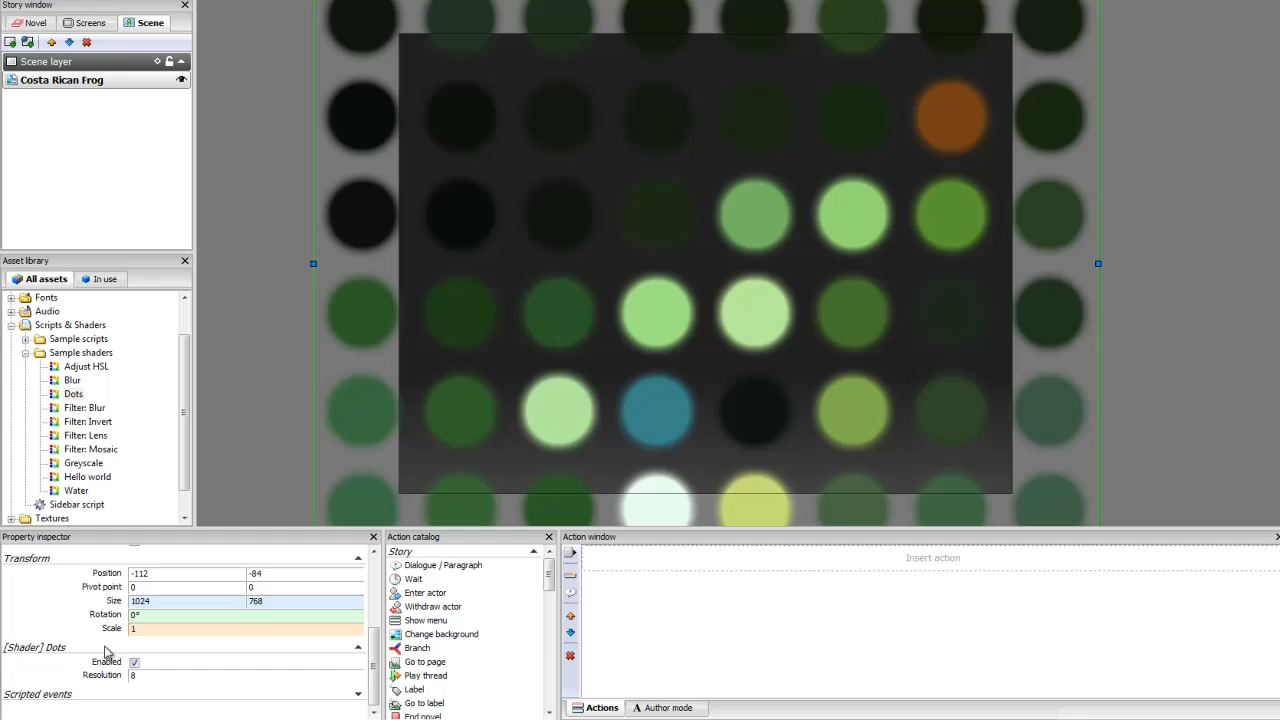 Story window
Novel
Screens
Scene
Scene layer
Costa Rican Frog
Asset library
All assets
In use
Fonts
Audio
Scripts & Shaders
Sample scripts
Sample shaders
Adjust HSL
Blur
Dots
Filter: Blur
Filter: Invert
Filter: Lens
Filter: Mosaic
Greyscale
Hello world
Water
Sidebar script
Textures
Property inspector
Transform
Position -112 -84
Pivot point 0 0
Size 1024 768
Rotation 0°
Scale 1
[Shader] Dots
Enabled
Resolution 8
Scripted events
Action catalog
Story
Dialogue / Paragraph
Wait
Enter actor
Withdraw actor
Show menu
Change background
Branch
Go to page
Play thread
Label
Go to label
End novel
Action window
Insert action
Actions
Author mode